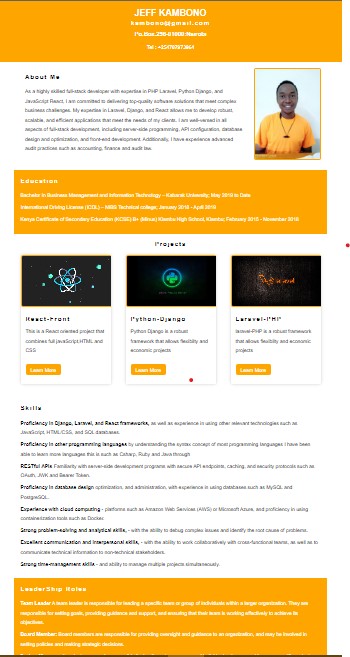 JEFF KAMBONO
kambono@gmail.com
Po.Box.256-01000 Nairobi
About Me
As a highly skilled full-stack developer with expertise in PHP Laravel, Python Django, and
JavaScript React, I am committed to delivering top-quality software solutions that meet complex
business challenges. My expertise in Laravel, Django, and React allows me to develop robust,
scalable, and efficient applications that meet the needs of my clients. I am well-versed in all
aspects of full-stack development, including server-side programming, API configuration, database
design and optimization, and front-end development. Additionally, I have experience advanced
audit practices such as accounting, finance and audit law.
Education
Bachelor in Business Management and Information Technology – Kabarak University; May 2019 to Date
International Driving License (ICDL) – technical college; January 2015 - April 2015
Kenya Certificate of Secondary Education (KCSE) B+ (Minus) Kiambu High School, Kiambu; February 2015 - November 2018
Projects
React-Front
This is a React oriented project that
combines full javaScript HTML and
CSS
Learn More
Python-Django
Python Django is a robust
framework that allows flexibility and
economic projects
Learn More
Laravel-PHP
laravel-PHP is a robust framework
that allows flexibility and economic
projects
Learn More
Skills
Proficiency in Django, Laravel, and React frameworks, as well as experience in using other relevant technologies such as
JavaScript, HTML/CSS, and SQL databases.
Proficiency in other programming languages by understanding the syntax concept of most programming languages I have been
able to learn more languages this is such as Csharp, Ruby and Java through
RESTful APIs Familiarity with server-side development programs with secure API endpoints, caching, and security protocols such as
OAuth, JWK and Bearer Token.
Proficiency in database design optimization, and administration, with experience in using databases such as MySQL and
PostgreSQL.
Experience with cloud computing - platforms such as Amazon Web Services (AWS) or Microsoft Azure, and proficiency in using
containerization tools such as Docker.
Strong problem-solving and analytical skills, - with the ability to debug complex issues and identify the root cause of problems.
Excellent communication and interpersonal skills, - with the ability to work collaboratively with cross-functional teams, as well as to
communicate technical information to non-technical stakeholders.
Strong time-management skills - and ability to manage multiple projects simultaneously.
LeaderShip Roles
Team Leader A team leader is responsible for leading a specific team or group of individuals within a larger organization. They are
responsible for setting goals, providing guidance and support, and ensuring that their team is working effectively to achieve its
objectives.
Board Member: Board members are responsible for providing oversight and guidance to an organization, and may be involved in
setting policies and making strategic decisions.